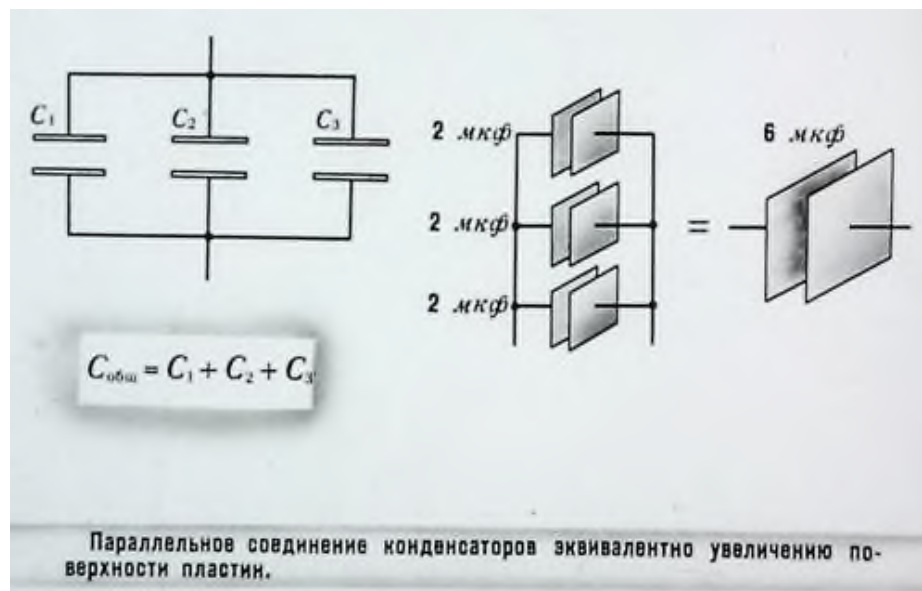 C₁ C₂ C₃
2 мкф
2 мкф
2 мкф
=
6 мкф
Cобщ = C₁ + C₂ + C₃
Параллельное соединение конденсаторов эквивалентно увеличению по-
верхности пластин.